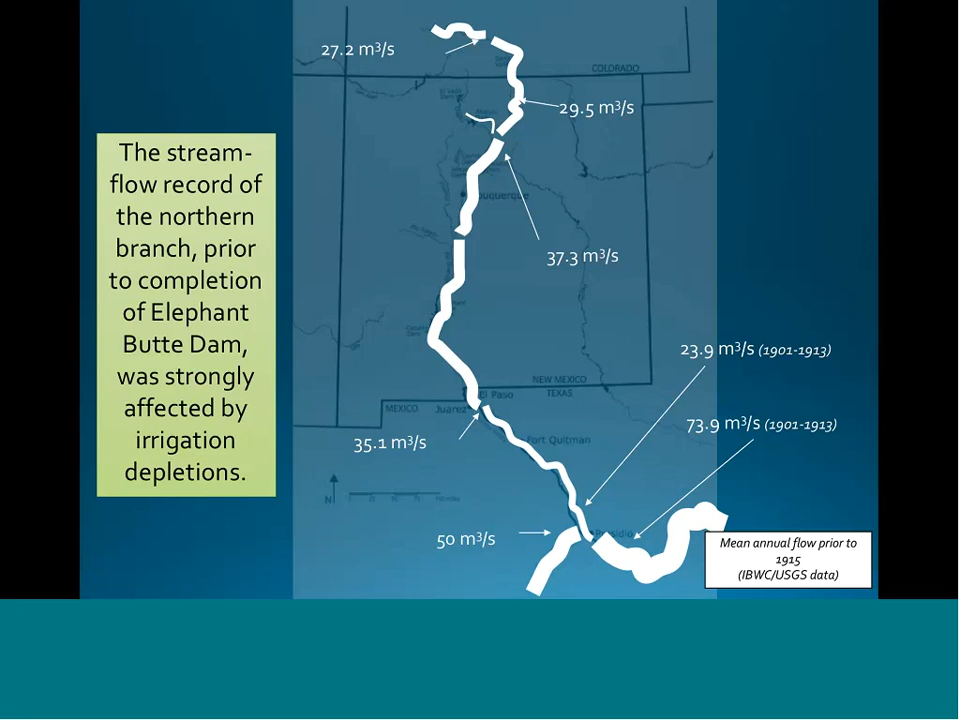 27.2 m³/s
COLORADO
29.5 m³/s
The stream-
flow record of
the northern
branch, prior
to completion
of Elephant
Butte Dam,
was strongly
affected by
irrigation
depletions.
37.3 m³/s
23.9 m³/s (1901-1913)
NEW MEXICO
TEXAS
El Paso
MEXICO
Juarez
73.9 m³/s (1901-1913)
35.1 m³/s
Fort Quitman
N
50 m³/s
Mean annual flow prior to
1915
(IBWC/USGS data)